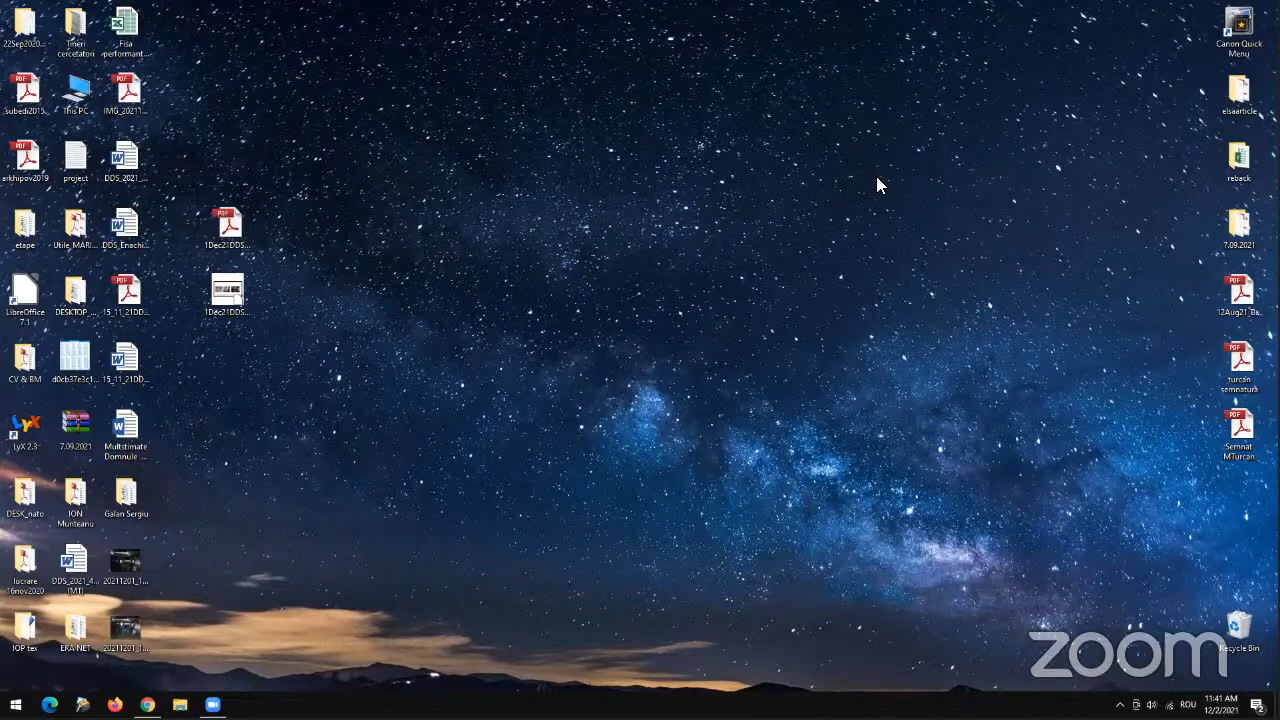 22Sep2020...
Tineri
cercetatori
Fisa
performant...
Canon Quick
Menu
subedi2015
This PC
IMG_20211...
elsaarticle
arkhipov2019
project
DDS_2021_
reback
etape
Utile_MARI...
DDS_Enachi...
1Dec21DDS...
7.09.2021
LibreOffice
7.1
DESKTOP_...
15_11_21DD...
1Dec21DDS...
12Aug21_Ba...
CV & BM
d0cb37e3c1...
15_11_21DD...
turcan
semnatura
LyX 2.3
7.09.2021
Multstimate
Domnule ...
Semnat
MTurcan
DESK_nato
ION
Munteanu
Galan Sergiu
lucrare
16nov2020
DDS_2021_4...
(MT)
20211201_1...
IOP tex
ERA NET
20211201_1...
Recycle Bin
zoom
ROU
11:41 AM
12/2/2021
2